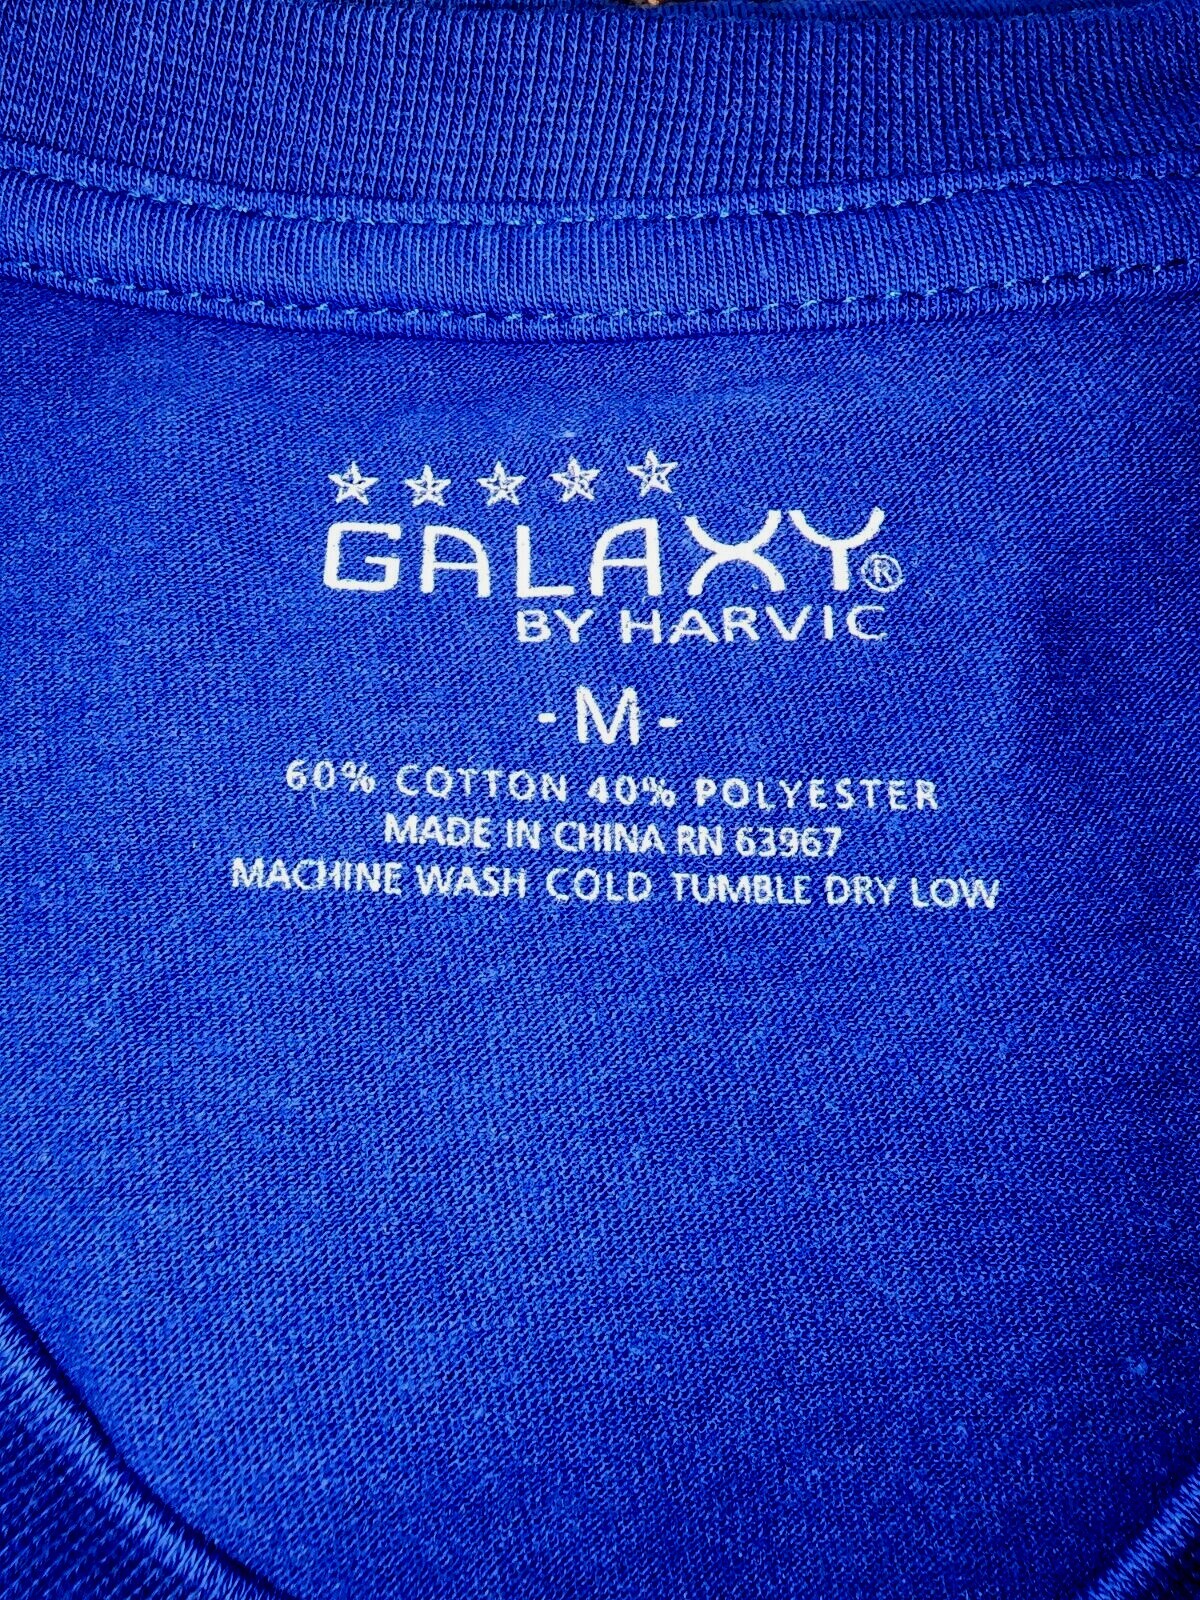 GALAXY®
BY HARVIC
-M-
60% COTTON 40% POLYESTER
MADE IN CHINA RN 63967
MACHINE WASH COLD TUMBLE DRY LOW